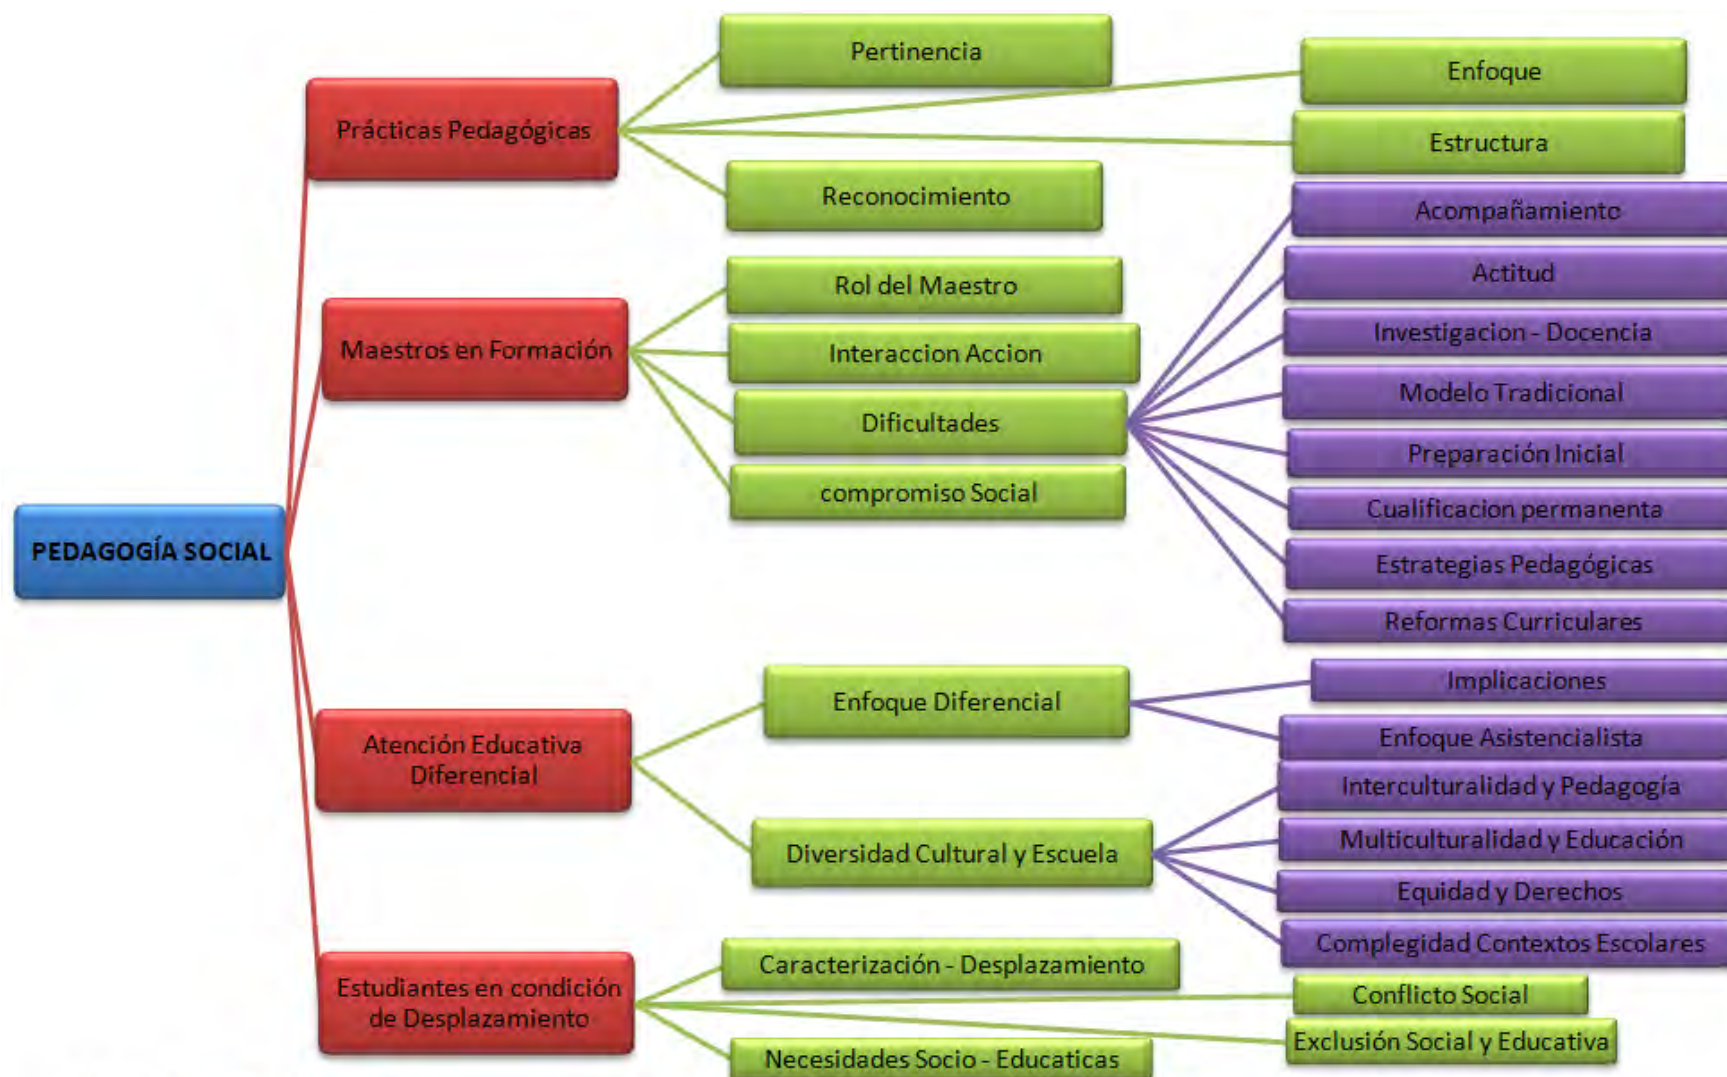 PEDAGOGÍA SOCIAL
Prácticas Pedagógicas
Pertinencia
Enfoque
Estructura
Reconocimiento
Maestros en Formación
Rol del Maestro
Interaccion Accion
Dificultades
Acompañamiento
Actitud
Investigacion - Docencia
Modelo Tradicional
Preparación Inicial
Cualificacion permanenta
Estrategias Pedagógicas
Reformas Curriculares
compromiso Social
Atención Educativa
Diferencial
Enfoque Diferencial
Implicaciones
Enfoque Asistencialista
Diversidad Cultural y Escuela
Interculturalidad y Pedagogía
Multiculturalidad y Educación
Equidad y Derechos
Complegidad Contextos Escolares
Estudiantes en condición
de Desplazamiento
Caracterización - Desplazamiento
Conflicto Social
Exclusión Social y Educativa
Necesidades Socio - Educaticas